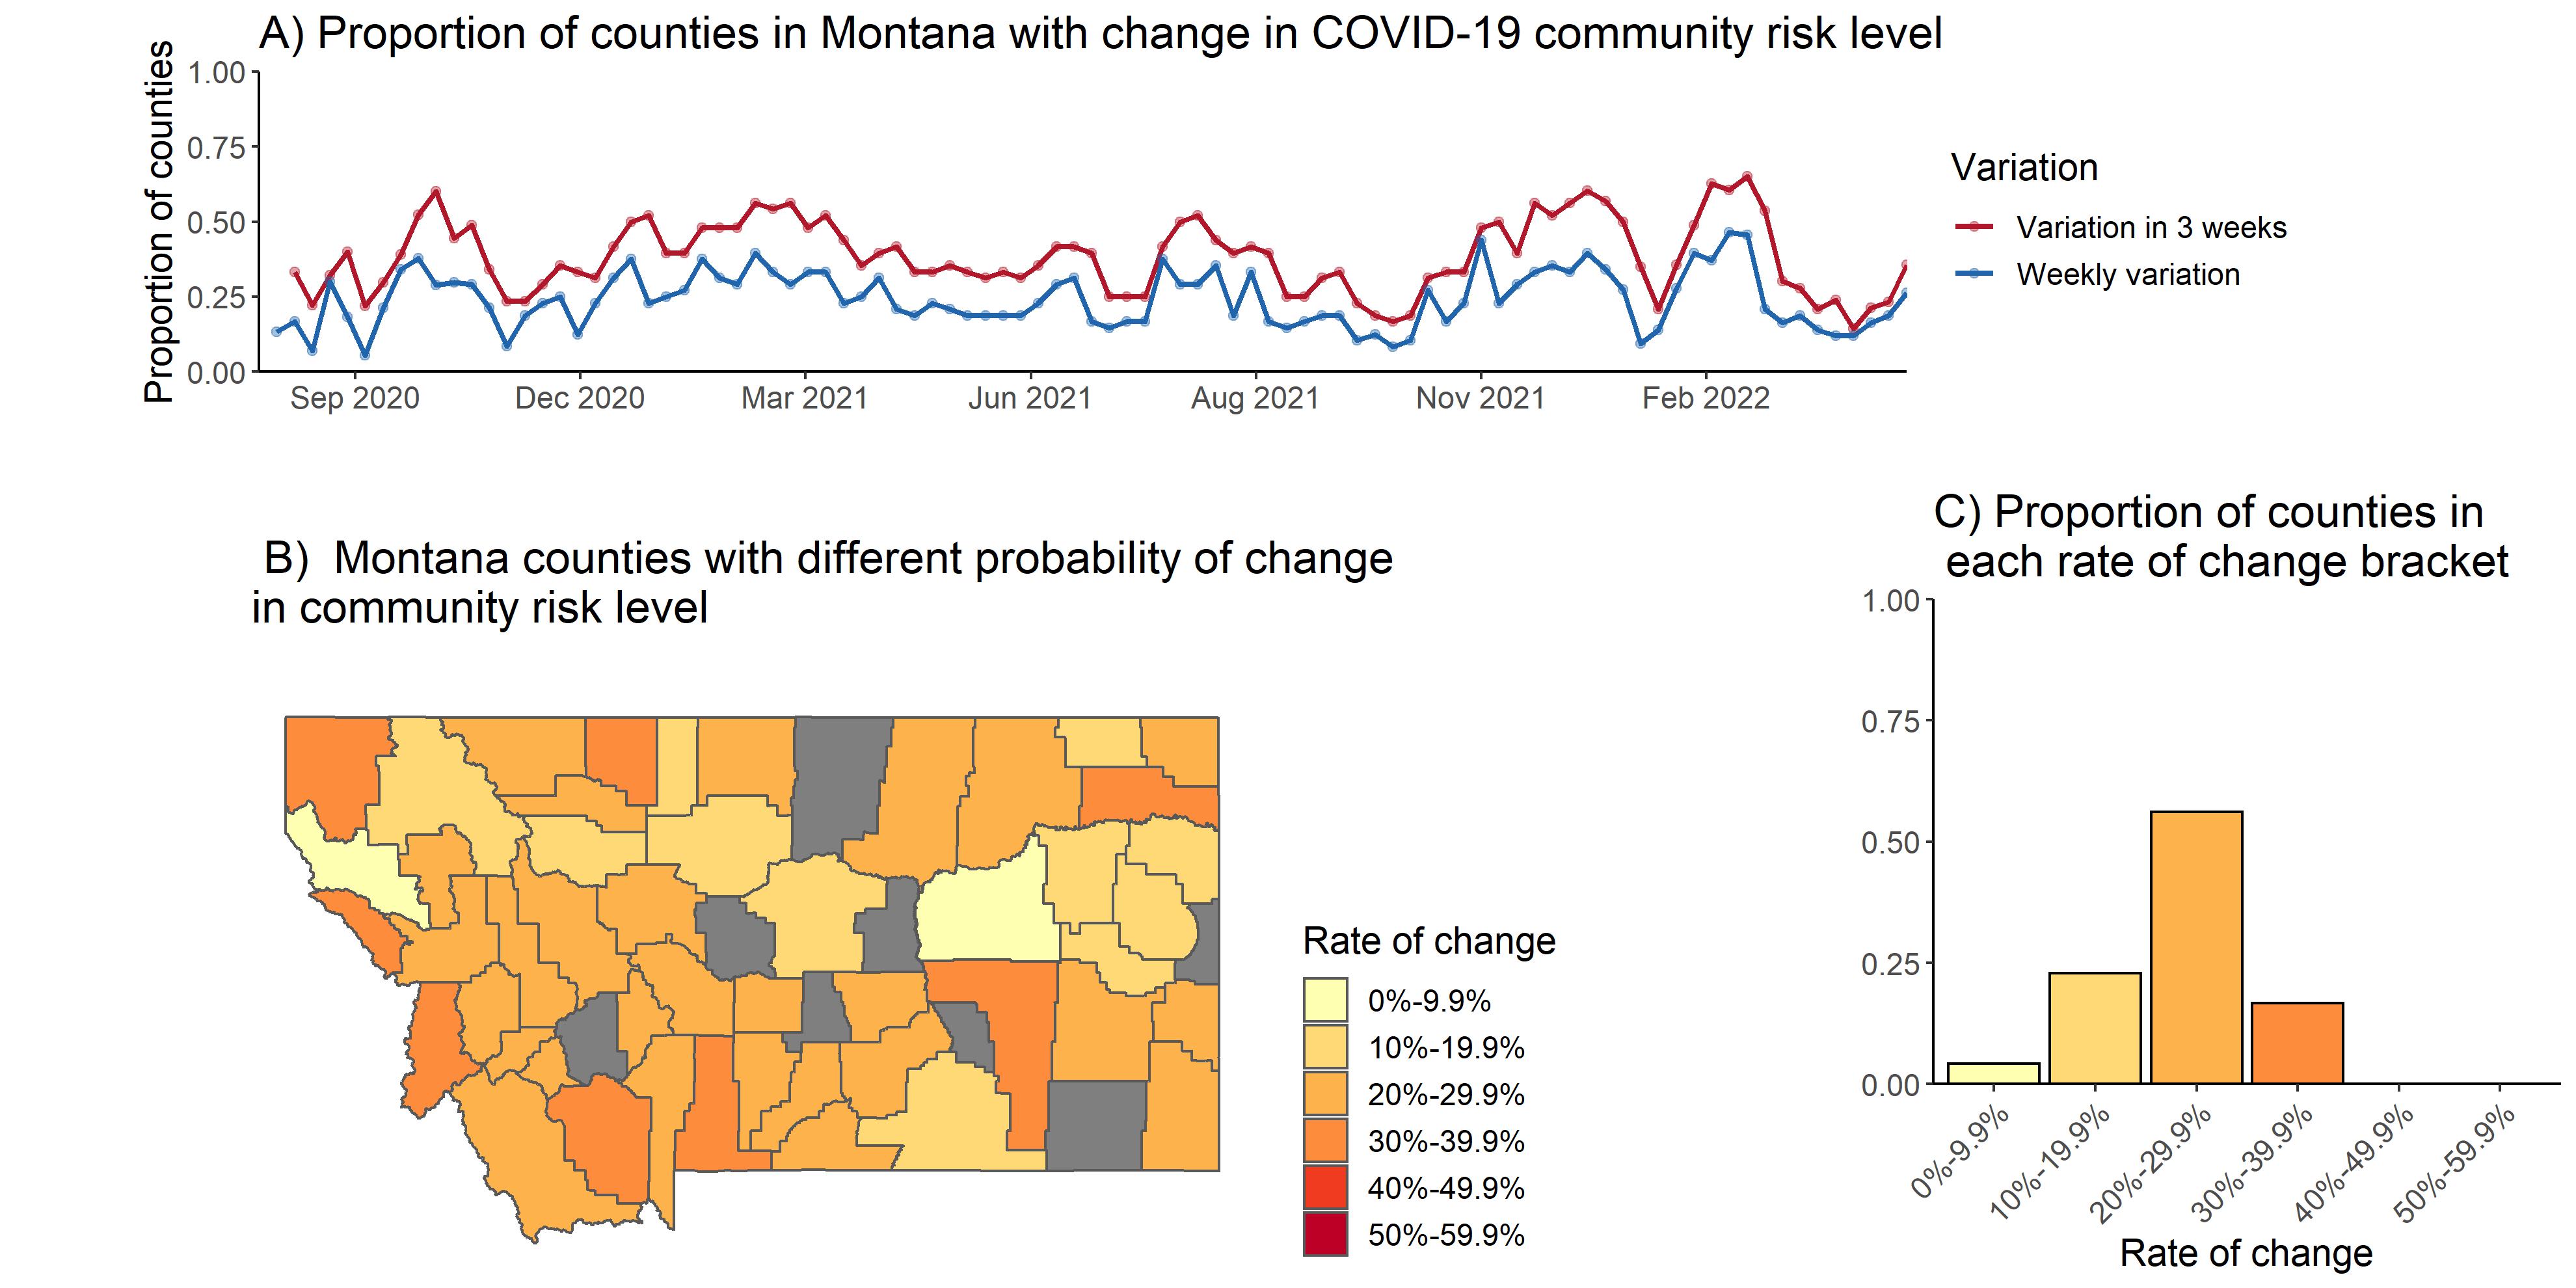 A) Proportion of counties in Montana with change in COVID-19 community risk level
Proportion of counties
1.00
0.75
0.50
0.25
0.00
Sep 2020
Dec 2020
Mar 2021
Jun 2021
Aug 2021
Nov 2021
Feb 2022
Variation
Variation in 3 weeks
Weekly variation
B) Montana counties with different probability of change
in community risk level
Rate of change
0%-9.9%
10%-19.9%
20%-29.9%
30%-39.9%
40%-49.9%
50%-59.9%
C) Proportion of counties in
each rate of change bracket
1.00
0.75
0.50
0.25
0.00
0%-9.9%
10%-19.9%
20%-29.9%
30%-39.9%
40%-49.9%
50%-59.9%
Rate of change